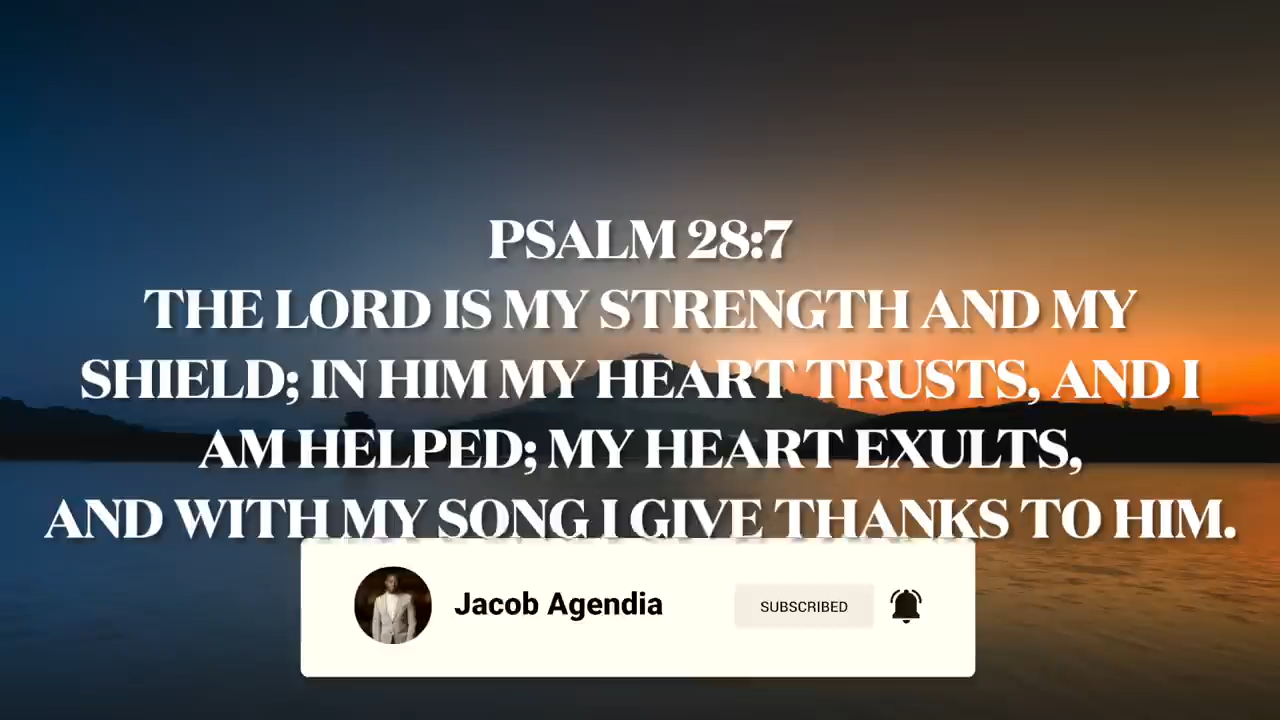 PSALM 28:7
THE LORD IS MY STRENGTH AND MY
SHIELD; IN HIM MY HEART TRUSTS, AND I
AM HELPED; MY HEART EXULTS,
AND WITH MY SONG I GIVE THANKS TO HIM.
Jacob Agendia
SUBSCRIBED